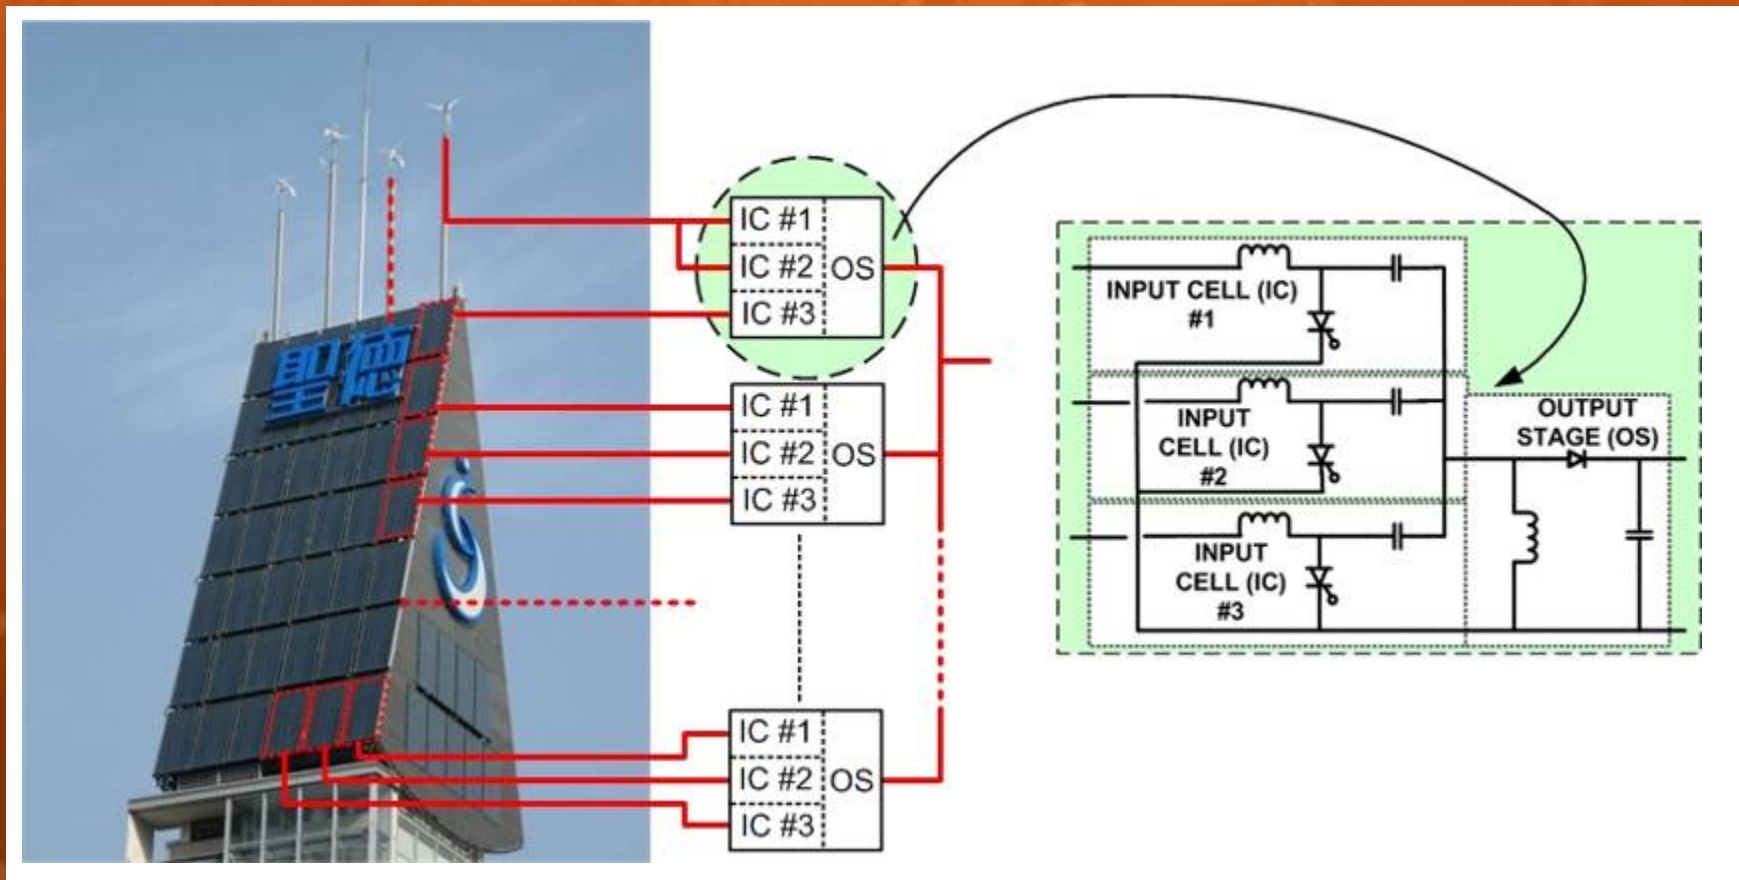 聖德
IC #1
IC #2
IC #3
OS
IC #1
IC #2
IC #3
OS
IC #1
IC #2
IC #3
OS
INPUT CELL (IC)
#1
INPUT
CELL (IC)
#2
INPUT
CELL (IC)
#3
OUTPUT
STAGE (OS)